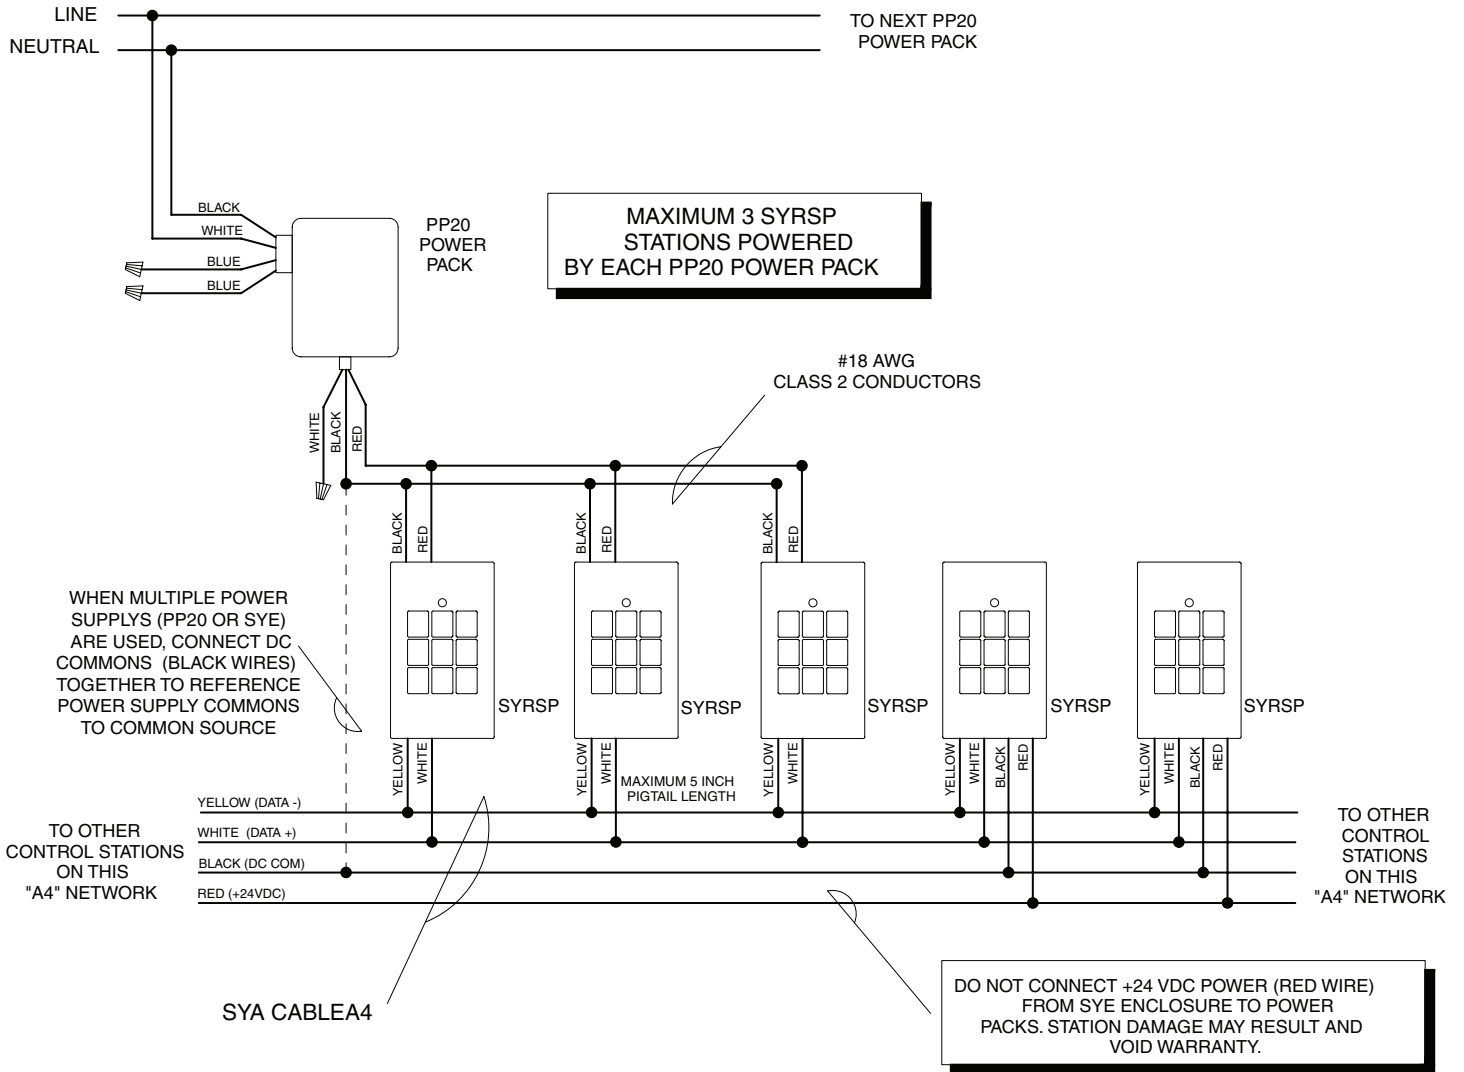 LINE
NEUTRAL
TO NEXT PP20
POWER PACK
BLACK
WHITE
BLUE
BLUE
PP20
POWER
PACK
MAXIMUM 3 SYRSP
STATIONS POWERED
BY EACH PP20 POWER PACK
#18 AWG
CLASS 2 CONDUCTORS
WHITE
BLACK
RED
BLACK
RED
BLACK
RED
BLACK
RED
WHEN MULTIPLE POWER
SUPPLYS (PP20 OR SYE)
ARE USED, CONNECT DC
COMMONS (BLACK WIRES)
TOGETHER TO REFERENCE
POWER SUPPLY COMMONS
TO COMMON SOURCE
SYRSP
SYRSP
SYRSP
SYRSP
SYRSP
YELLOW
WHITE
YELLOW
WHITE
MAXIMUM 5 INCH
PIGTAIL LENGTH
YELLOW
WHITE
YELLOW
WHITE
BLACK
RED
YELLOW
WHITE
BLACK
RED
TO OTHER
CONTROL STATIONS
ON THIS
"A4" NETWORK
YELLOW (DATA -)
WHITE (DATA +)
BLACK (DC COM)
RED (+24VDC)
TO OTHER
CONTROL
STATIONS
ON THIS
"A4" NETWORK
SYA CABLEA4
DO NOT CONNECT +24 VDC POWER (RED WIRE)
FROM SYE ENCLOSURE TO POWER
PACKS. STATION DAMAGE MAY RESULT AND
VOID WARRANTY.